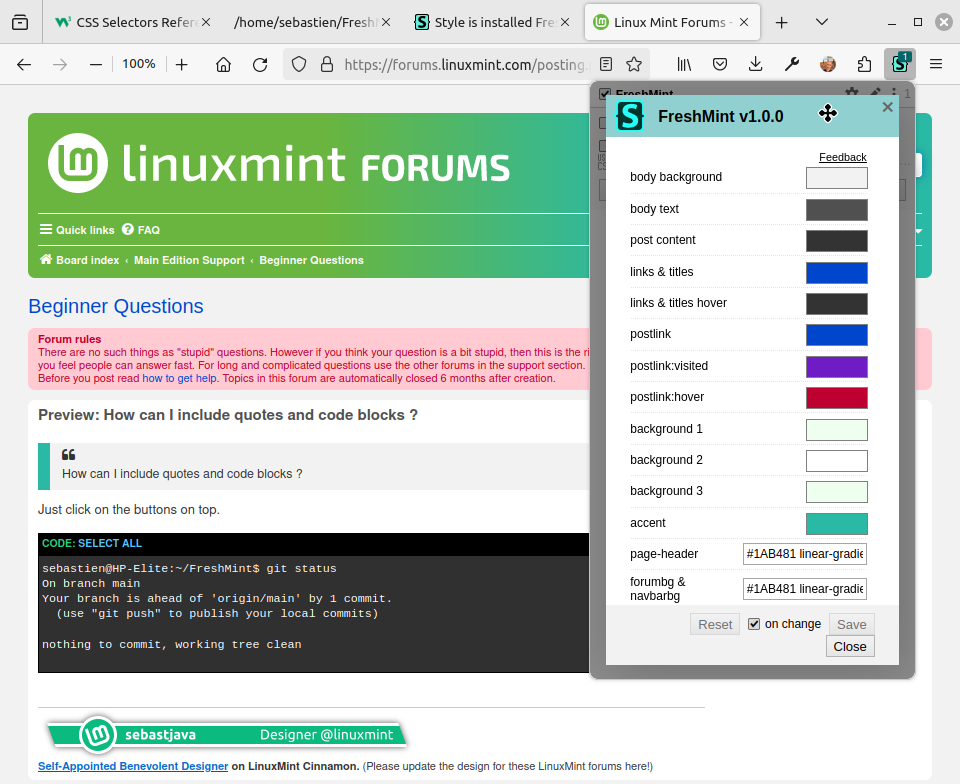 CSS Selectors Refer
/home/sebastien/Fresh
Style is installed Fre
Linux Mint Forums -
100%
https://forums.linuxmint.com/posting.
1
FreshMint
1
FreshMint v1.0.0
Feedback
body background
body text
post content
links & titles
links & titles hover
postlink
postlink:visited
postlink:hover
background 1
background 2
background 3
accent
page-header
#1AB481 linear-gradie
forumbg &
navbarbg
#1AB481 linear-gradie
Reset
on change
Save
Close
linuxmint FORUMS
Quick links
FAQ
Board index ‹ Main Edition Support ‹ Beginner Questions
Beginner Questions
Forum rules
There are no such things as "stupid" questions. However if you think your question is a bit stupid, then this is the ri
you feel people can answer fast. For long and complicated questions use the other forums in the support section.
Before you post read how to get help. Topics in this forum are automatically closed 6 months after creation.
Preview: How can I include quotes and code blocks ?
How can I include quotes and code blocks ?
Just click on the buttons on top.
CODE: SELECT ALL
sebastien@HP-Elite:~/FreshMint$ git status
On branch main
Your branch is ahead of 'origin/main' by 1 commit.
(use "git push" to publish your local commits)
nothing to commit, working tree clean
sebastjava
Designer @linuxmint
Self-Appointed Benevolent Designer on LinuxMint Cinnamon. (Please update the design for these LinuxMint forums here!)